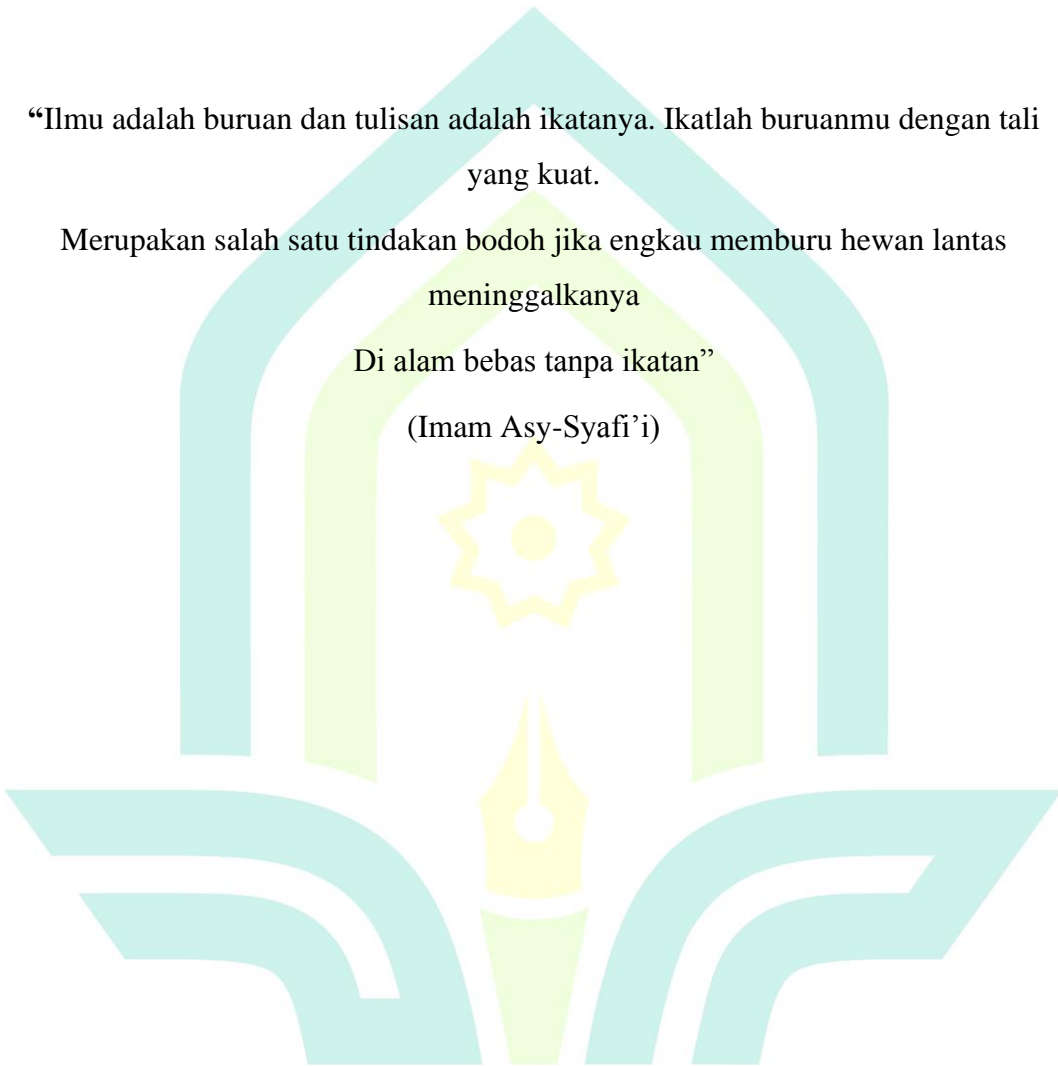 “Ilmu adalah buruan dan tulisan adalah ikatanya. Ikatlah buruanmu dengan tali
yang kuat.
Merupakan salah satu tindakan bodoh jika engkau memburu hewan lantas
meninggalkanya
Di alam bebas tanpa ikatan”
(Imam Asy-Syafi’i)